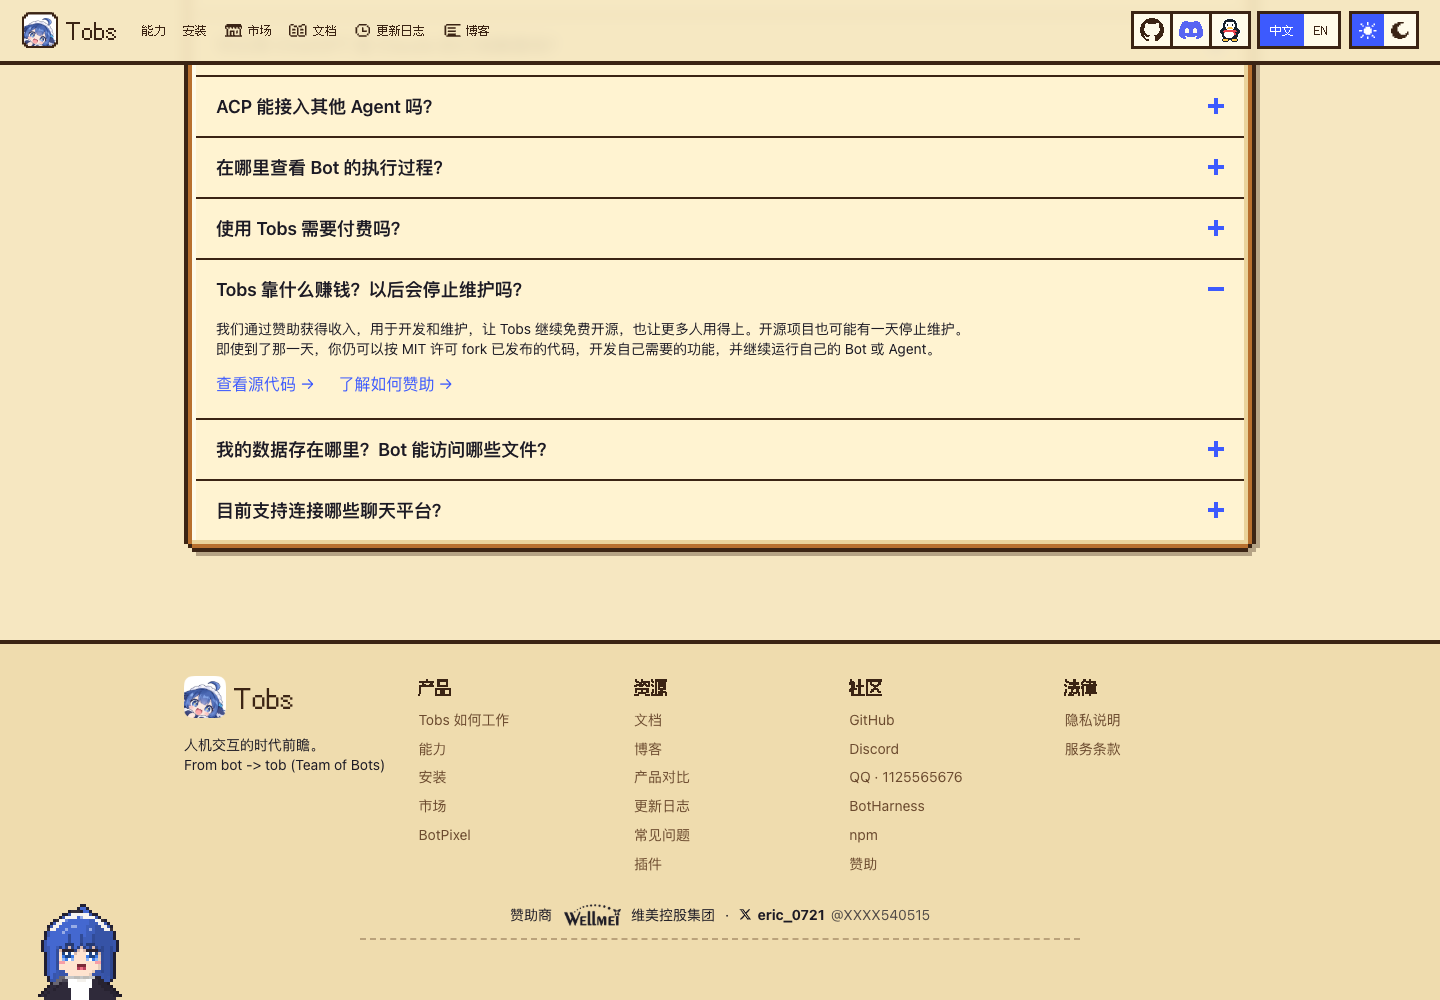 Tobs 能力 安装 市场 文档 更新日志 博客 中文 EN
ACP 能接入其他 Agent 吗？
在哪里查看 Bot 的执行过程？
使用 Tobs 需要付费吗？
Tobs 靠什么赚钱？以后会停止维护吗？
我们通过赞助获得收入，用于开发和维护，让 Tobs 继续免费开源，也让更多人用得上。开源项目也可能有一天停止维护。
即使到了那一天，你仍可以按 MIT 许可 fork 已发布的代码，开发自己需要的功能，并继续运行自己的 Bot 或 Agent。
查看源代码 → 了解如何赞助 →
我的数据存在哪里？Bot 能访问哪些文件？
目前支持连接哪些聊天平台？
Tobs
人机交互的时代前瞻。
From bot -> tob (Team of Bots)
产品
Tobs 如何工作
能力
安装
市场
BotPixel
资源
文档
博客
产品对比
更新日志
常见问题
插件
社区
GitHub
Discord
QQ · 1125565676
BotHarness
npm
赞助
法律
隐私说明
服务条款
赞助商 WellMEI 维美控股集团 · X eric_0721 @XXXX540515